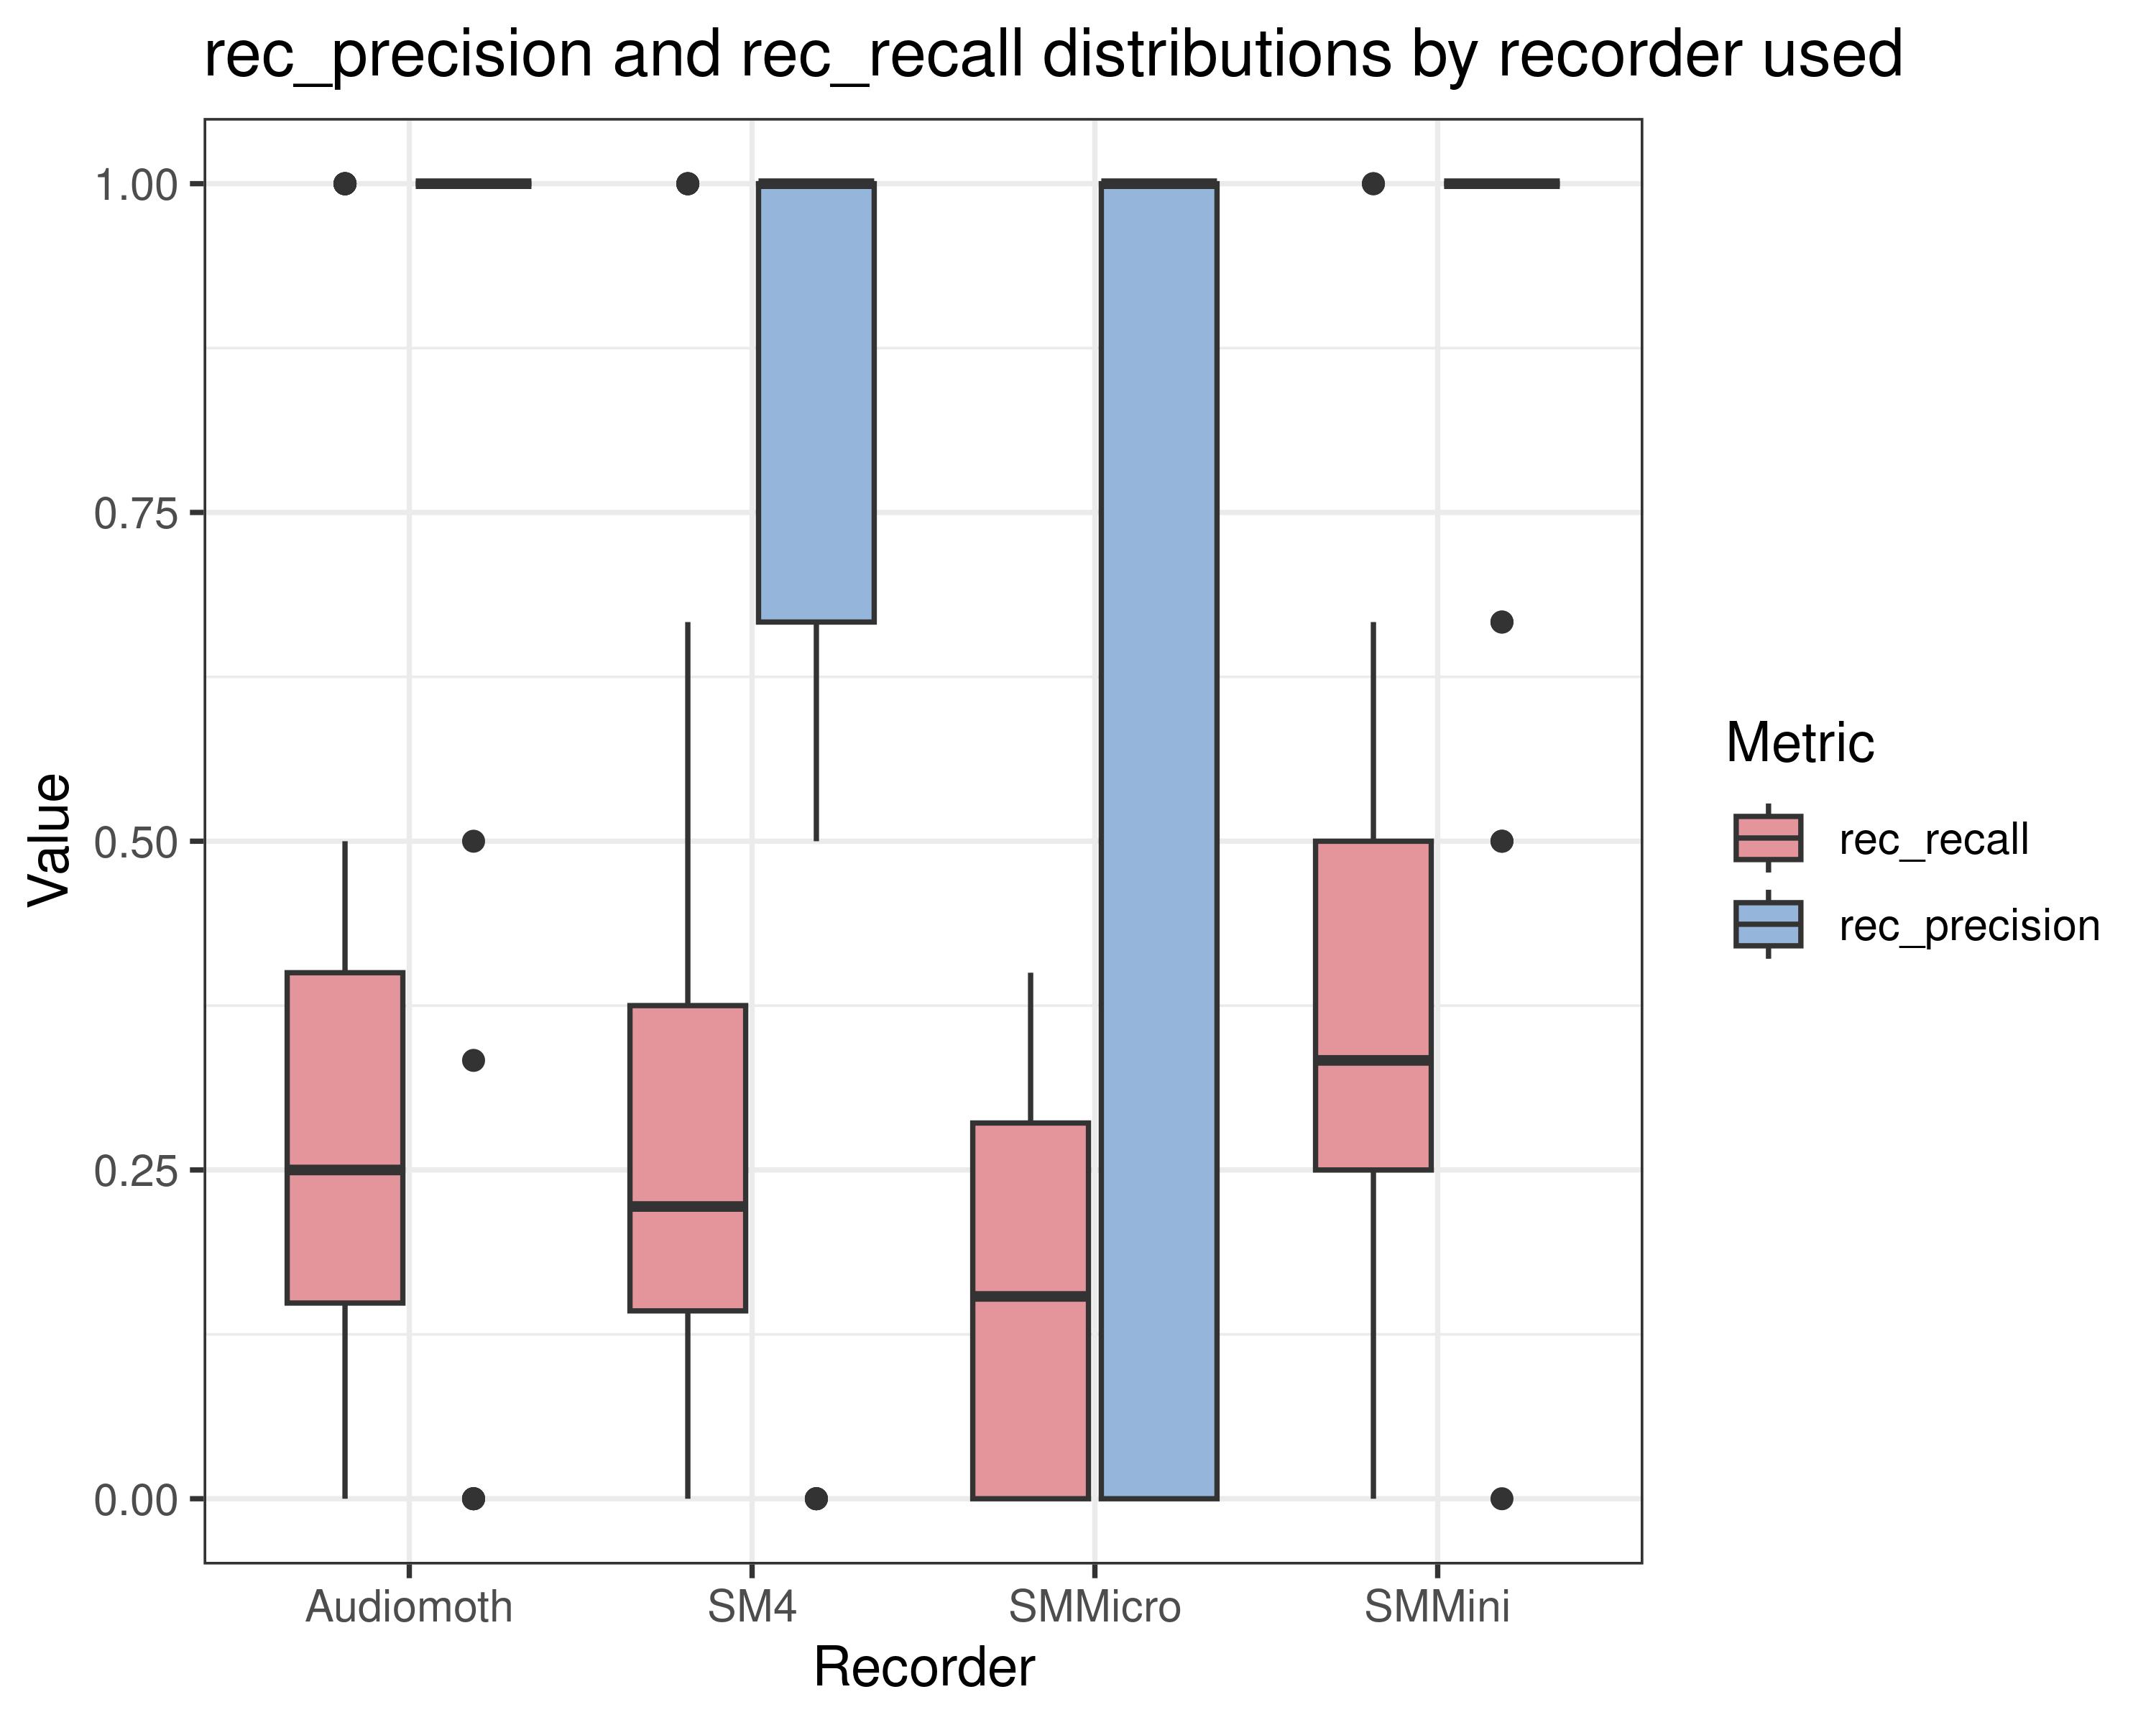 rec_precision and rec_recall distributions by recorder used
1.00
0.75
0.50
0.25
0.00
Value
Audiomoth SM4 SMMicro SMMini
Recorder
Metric
rec_recall
rec_precision